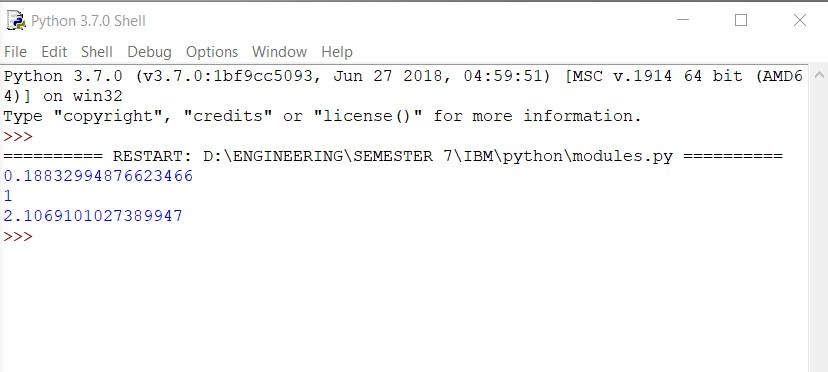 Python 3.7.0 Shell
File Edit Shell Debug Options Window Help
Python 3.7.0 (v3.7.0:1bf9cc5093, Jun 27 2018, 04:59:51) [MSC v.1914 64 bit (AMD6
4)] on win32
Type "copyright", "credits" or "license()" for more information.
>>>
========== RESTART: D:\ENGINEERING\SEMESTER 7\IBM\python\modules.py ==========
0.18832994876623466
1
2.1069101027389947
>>>